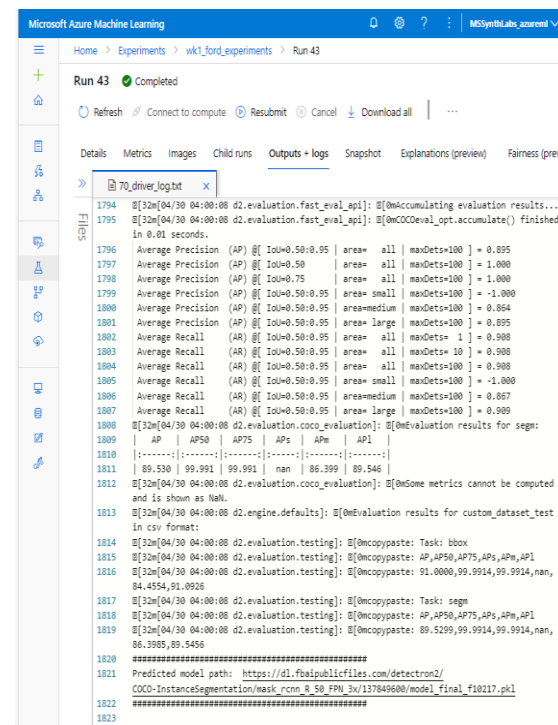 Microsoft Azure Machine Learning
MSSynthLabs_azureml
Home > Experiments > wk1_ford_experiments > Run 43
Run 43 Completed
Refresh Connect to compute Resubmit Cancel Download all ...
Details Metrics Images Child runs Outputs + logs Snapshot Explanations (preview) Fairness (pre
70_driver_log.txt ×
Files
1794 [32m[04/30 04:00:08 d2.evaluation.fast_eval_api]: [0mAccumulating evaluation results...
1795 [32m[04/30 04:00:08 d2.evaluation.fast_eval_api]: [0mCOCOeval_opt.accumulate() finished
in 0.01 seconds.
1796 Average Precision (AP) @[ IoU=0.50:0.95 | area= all | maxDets=100 ] = 0.895
1797 Average Precision (AP) @[ IoU=0.50 | area= all | maxDets=100 ] = 1.000
1798 Average Precision (AP) @[ IoU=0.75 | area= all | maxDets=100 ] = 1.000
1799 Average Precision (AP) @[ IoU=0.50:0.95 | area= small | maxDets=100 ] = -1.000
1800 Average Precision (AP) @[ IoU=0.50:0.95 | area=medium | maxDets=100 ] = 0.864
1801 Average Precision (AP) @[ IoU=0.50:0.95 | area= large | maxDets=100 ] = 0.895
1802 Average Recall (AR) @[ IoU=0.50:0.95 | area= all | maxDets= 1 ] = 0.908
1803 Average Recall (AR) @[ IoU=0.50:0.95 | area= all | maxDets= 10 ] = 0.908
1804 Average Recall (AR) @[ IoU=0.50:0.95 | area= all | maxDets=100 ] = 0.908
1805 Average Recall (AR) @[ IoU=0.50:0.95 | area= small | maxDets=100 ] = -1.000
1806 Average Recall (AR) @[ IoU=0.50:0.95 | area=medium | maxDets=100 ] = 0.867
1807 Average Recall (AR) @[ IoU=0.50:0.95 | area= large | maxDets=100 ] = 0.909
1808 [32m[04/30 04:00:08 d2.evaluation.coco_evaluation]: [0mEvaluation results for segm:
1809 | AP | AP50 | AP75 | APs | APm | APl |
1810 |:------:|:------:|:------:|:-----:|:------:|:------:|
1811 | 89.530 | 99.991 | 99.991 | nan | 86.399 | 89.546 |
1812 [32m[04/30 04:00:08 d2.evaluation.coco_evaluation]: [0mSome metrics cannot be computed
and is shown as NaN.
1813 [32m[04/30 04:00:08 d2.engine.defaults]: [0mEvaluation results for custom_dataset_test
in csv format:
1814 [32m[04/30 04:00:08 d2.evaluation.testing]: [0mcopypaste: Task: bbox
1815 [32m[04/30 04:00:08 d2.evaluation.testing]: [0mcopypaste: AP,AP50,AP75,APs,APm,APl
1816 [32m[04/30 04:00:08 d2.evaluation.testing]: [0mcopypaste: 91.0000,99.9914,99.9914,nan,
84.4554,91.0926
1817 [32m[04/30 04:00:08 d2.evaluation.testing]: [0mcopypaste: Task: segm
1818 [32m[04/30 04:00:08 d2.evaluation.testing]: [0mcopypaste: AP,AP50,AP75,APs,APm,APl
1819 [32m[04/30 04:00:08 d2.evaluation.testing]: [0mcopypaste: 89.5299,99.9914,99.9914,nan,
86.3985,89.5456
1820 ################################################
1821 Predicted model path: https://dl.fbaipublicfiles.com/detectron2/
COCO-InstanceSegmentation/mask_rcnn_R_50_FPN_3x/137849600/model_final_f10217.pkl
1822 ################################################
1823